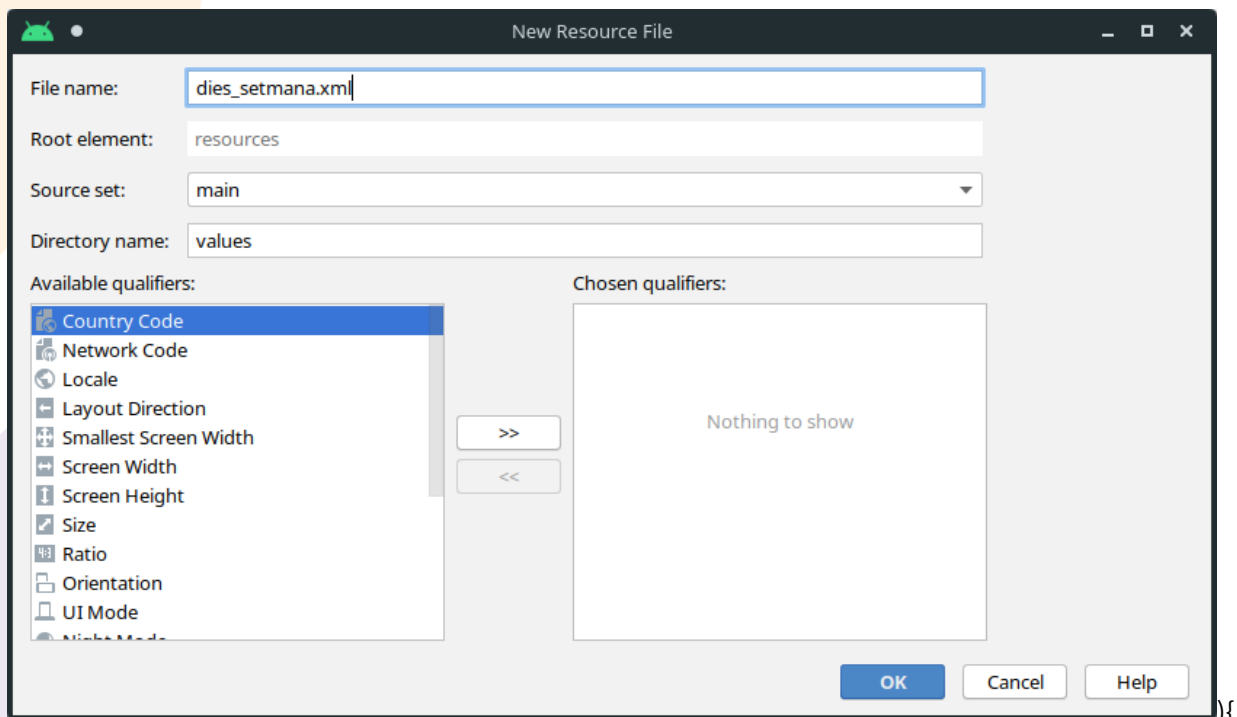 New Resource File
File name: dies_setmana.xml
Root element: resources
Source set: main
Directory name: values
Available qualifiers: Chosen qualifiers:
Country Code
Network Code
Locale
Layout Direction
Smallest Screen Width
Screen Width
Screen Height
Size
Ratio
Orientation
UI Mode
Night Mode
>>
<<
Nothing to show
OK Cancel Help
){